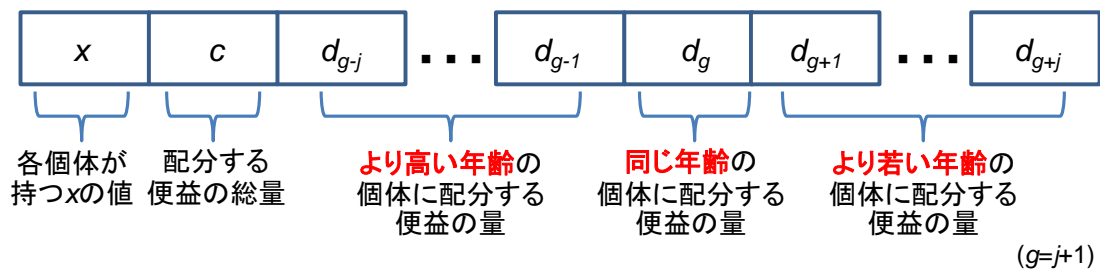 x c d_{g-j} ••• d_{g-1} d_g d_{g+1} ••• d_{g+j}
各個体が
持つxの値
配分する
便益の総量
より高い年齢の
個体に配分する
便益の量
同じ年齢の
個体に配分する
便益の量
より若い年齢の
個体に配分する
便益の量
(g=j+1)